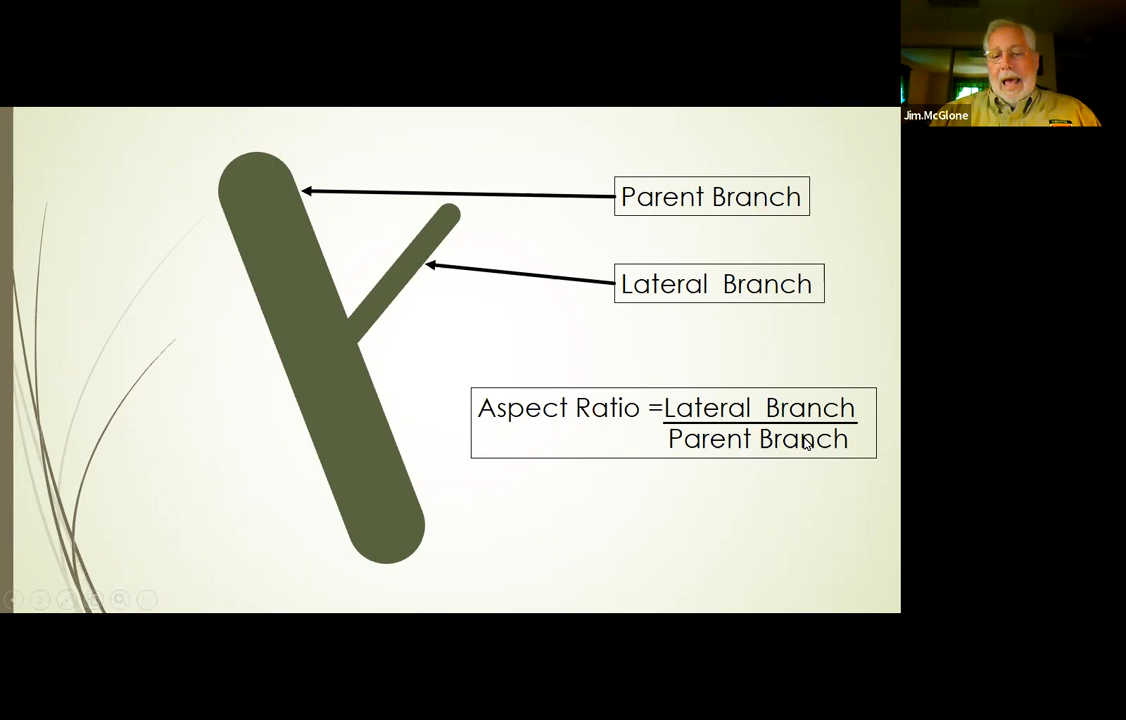 Jim.McGlone
Parent Branch
Lateral Branch
Aspect Ratio =Lateral Branch
Parent Branch